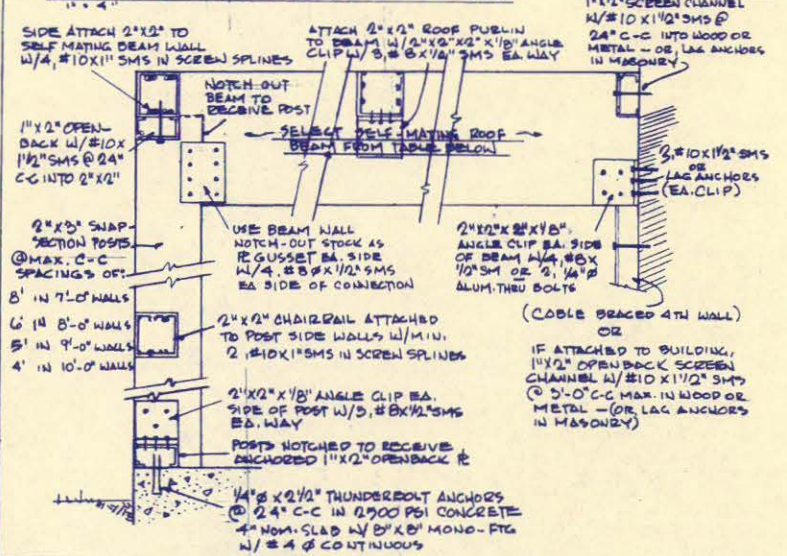 1" = 4"
SIDE ATTACH 2"X2" TO
SELF MATING BEAM WALL
W/4, #10X1" SMS IN SCREW SPLINES
NOTCH OUT
BEAM TO
RECEIVE POST
1"X2" OPEN-
BACK W/#10X
1 1/2" SMS @ 24"
C-C INTO 2"X2"
ATTACH 2"X2" ROOF PURLIN
TO BEAM W/2"X2"X2"X1/8" ANGLE
CLIP W/3, #8X1/2" SMS EA. WAY
1"X2" SCREEN CHANNEL
W/#10 X1 1/2" SMS @
24" C-C INTO WOOD OR
METAL - OR, LAG ANCHORS
IN MASONRY
SELECT SELF-MATING ROOF
BEAM FROM TABLE BELOW
3, #10X1 1/2" SMS
OR
LAG ANCHORS
(EA. CLIP)
2"X3" SNAP-
SECTION POSTS
@MAX. C-C
SPACINGS OF:
8' IN 7'-0" WALLS
6' IN 8'-0" WALLS
5' IN 9'-0" WALLS
4' IN 10'-0" WALLS
USE BEAM WALL
NOTCH-OUT STOCK AS
PL GUSSET EA. SIDE
W/4, #8 Ø X1/2" SMS
EA SIDE OF CONNECTION
2"X2"X2"X1/8"
ANGLE CLIP EA. SIDE
OF BEAM W/4, #8X
1/2" SM OR 2, 1/4" Ø
ALUM. THRU BOLTS
(CABLE BRACED 4TH WALL)
OR
IF ATTACHED TO BUILDING,
1"X2" OPENBACK SCREEN
CHANNEL W/#10 X1 1/2" SMS
@ 3'-0" C-C MAX. IN WOOD OR
METAL - (OR, LAG ANCHORS
IN MASONRY)
2"X2" CHAIRRAIL ATTACHED
TO POST SIDE WALLS W/MIN.
2, #10X1" SMS IN SCREW SPLINES
2"X2"X1/8" ANGLE CLIP EA.
SIDE OF POST W/3, #8X1/2" SMS
EA. WAY
POSTS NOTCHED TO RECEIVE
ANCHORED 1"X2" OPENBACK PL
1/4" Ø X 2 1/2" THUNDERBOLT ANCHORS
@ 24" C-C IN 2500 PSI CONCRETE
4" NOM. SLAB W/ 8"X8" MONO-FTG
W/ #4 Ø CONTINUOUS